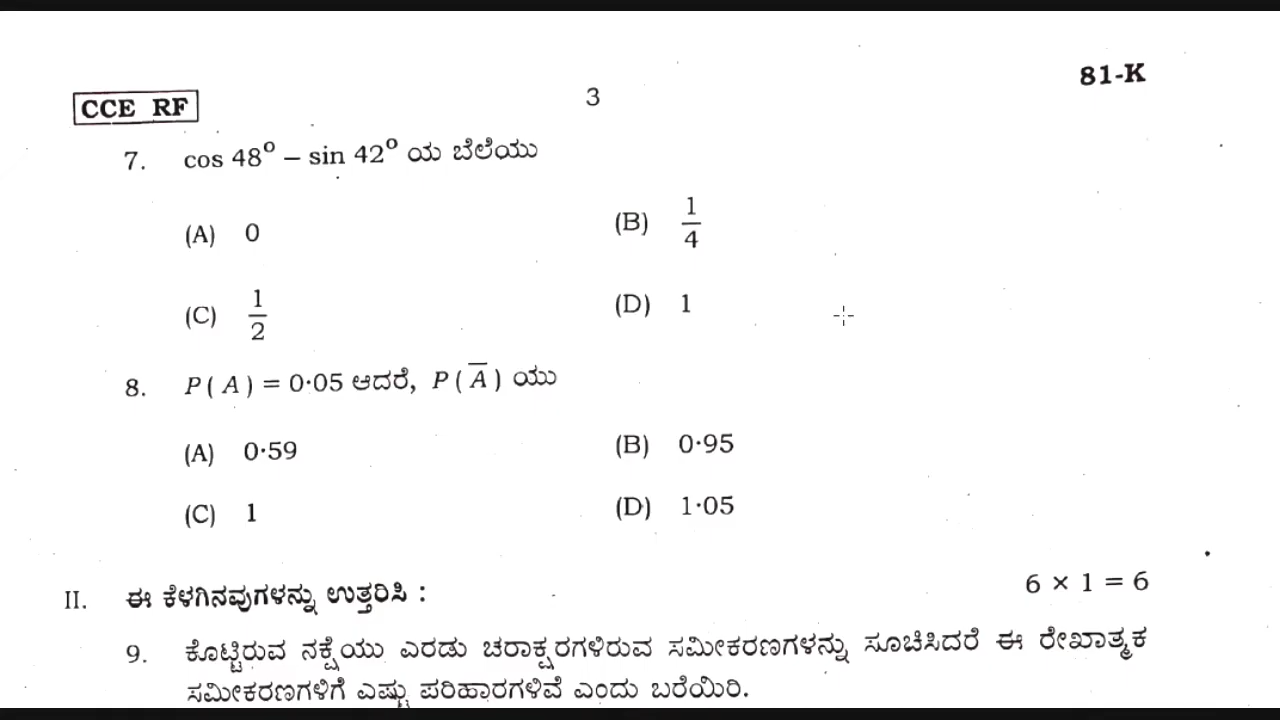 81-K
CCE RF
3
7. cos 48° – sin 42° ಯ ಬೆಲೆಯು
(A) 0 (B) 1/4
(C) 1/2 (D) 1
8. P ( A ) = 0·05 ಆದರೆ, P ( A̅ ) ಯು
(A) 0·59 (B) 0·95
(C) 1 (D) 1·05
II. ಈ ಕೆಳಗಿನವುಗಳನ್ನು ಉತ್ತರಿಸಿ : 6 × 1 = 6
9. ಕೊಟ್ಟಿರುವ ನಕ್ಷೆಯು ಎರಡು ಚರಾಕ್ಷರಗಳಿರುವ ಸಮೀಕರಣಗಳನ್ನು ಸೂಚಿಸಿದರೆ ಈ ರೇಖಾತ್ಮಕ
ಸಮೀಕರಣಗಳಿಗೆ ಎಷ್ಟು ಪರಿಹಾರಗಳಿವೆ ಎಂದು ಬರೆಯಿರಿ.